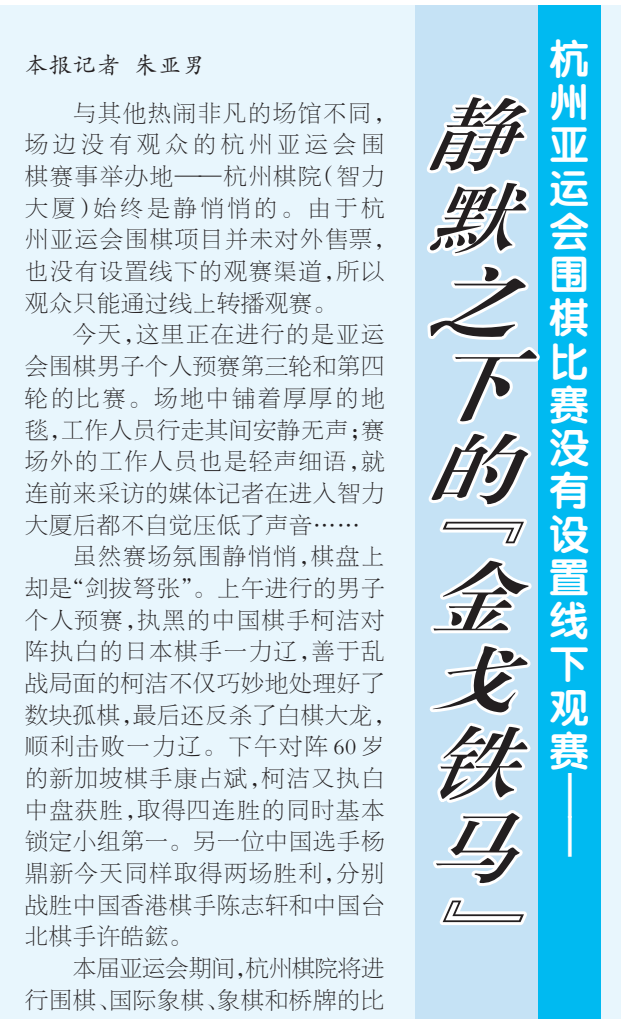 杭州亚运会围棋比赛没有设置线下观赛——
静默之下的『金戈铁马』
本报记者 朱亚男
与其他热闹非凡的场馆不同，
场边没有观众的杭州亚运会围
棋赛事举办地——杭州棋院（智力
大厦）始终是静悄悄的。由于杭
州亚运会围棋项目并未对外售票，
也没有设置线下的观赛渠道，所以
观众只能通过线上转播观赛。
今天，这里正在进行的是亚运
会围棋男子个人预赛第三轮和第四
轮的比赛。场地中铺着厚厚的地
毯，工作人员行走其间安静无声；赛
场外的工作人员也是轻声细语，就
连前来采访的媒体记者在进入智力
大厦后都不自觉压低了声音……
虽然赛场氛围静悄悄，棋盘上
却是“剑拔弩张”。上午进行的男子
个人预赛，执黑的中国棋手柯洁对
阵执白的日本棋手一力辽，善于乱
战局面的柯洁不仅巧妙地处理好了
数块孤棋，最后还反杀了白棋大龙，
顺利击败一力辽。下午对阵60岁
的新加坡棋手康占斌，柯洁又执白
中盘获胜，取得四连胜的同时基本
锁定小组第一。另一位中国选手杨
鼎新今天同样取得两场胜利，分别
战胜中国香港棋手陈志轩和中国台
北棋手许皓鋐。
本届亚运会期间，杭州棋院将进
行围棋、国际象棋、象棋和桥牌的比